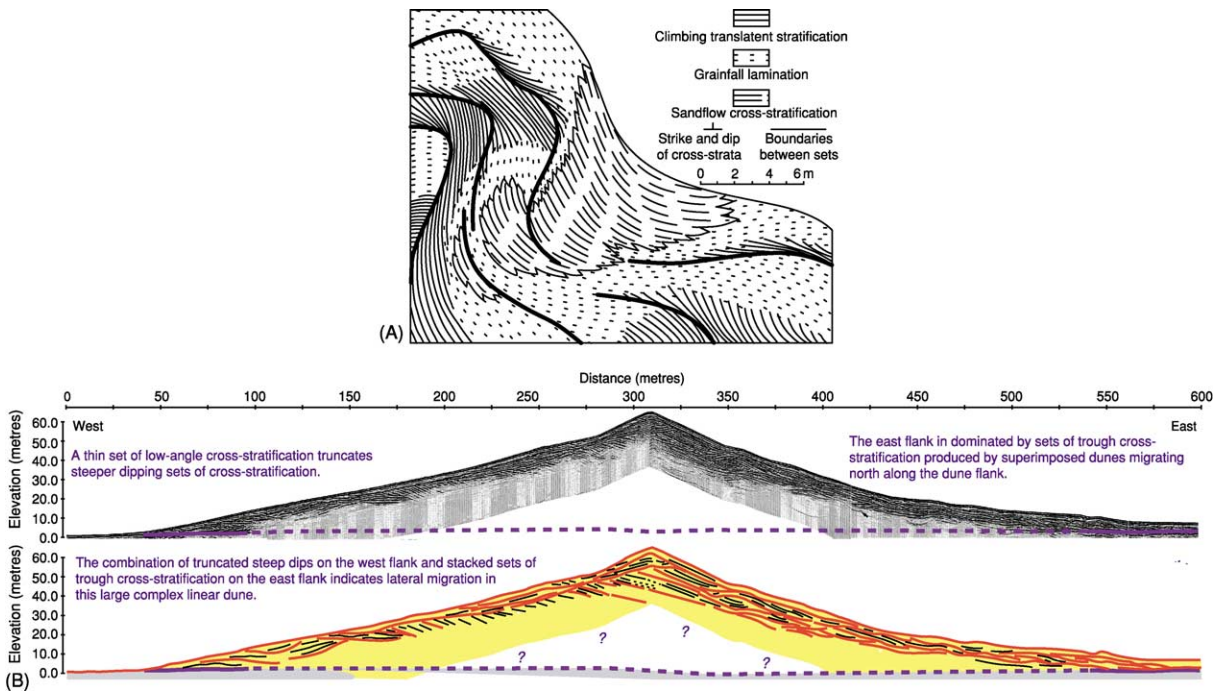 Climbing translatent stratification
Grainfall lamination
Sandflow cross-stratification
Strike and dip
of cross-strata
Boundaries
between sets
0 2 4 6 m
(A)
Distance (metres)
0 50 100 150 200 250 300 350 400 450 500 550 600
Elevation (metres)
60.0
50.0
40.0
30.0
20.0
10.0
0.0
West
East
A thin set of low-angle cross-stratification truncates
steeper dipping sets of cross-stratification.
The east flank in dominated by sets of trough cross-
stratification produced by superimposed dunes migrating
north along the dune flank.
Elevation (metres)
60.0
50.0
40.0
30.0
20.0
10.0
0.0
The combination of truncated steep dips on the west flank and stacked sets of
trough cross-stratification on the east flank indicates lateral migration in
this large complex linear dune.
? ? ? ?
(B)